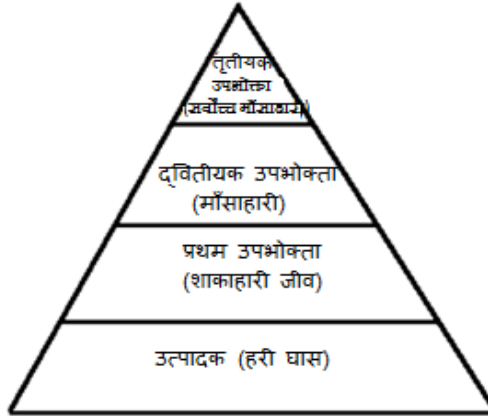 तृतीयक
उपभोक्ता
(सर्वोच्च माँसाहारी)
द्वितीयक उपभोक्ता
(माँसाहारी)
प्रथम उपभोक्ता
(शाकाहारी जीव)
उत्पादक (हरी घास)